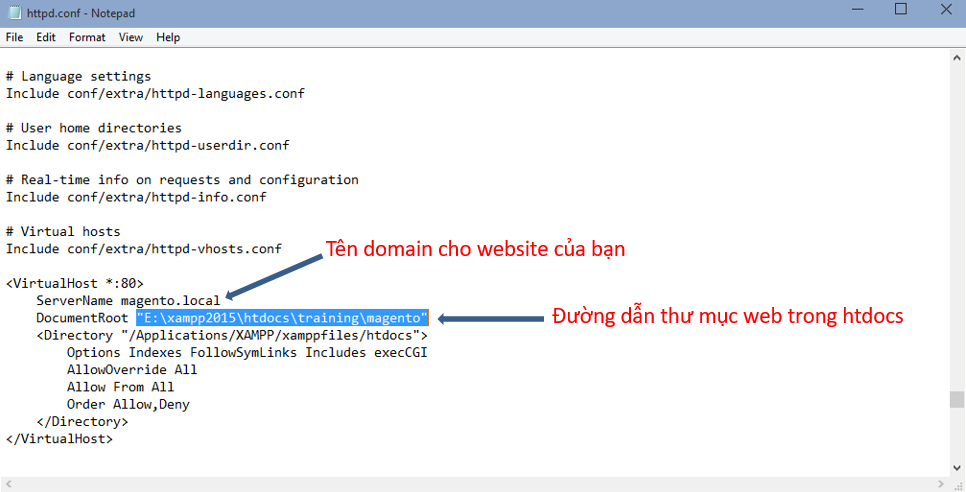 httpd.conf - Notepad
File Edit Format View Help
# Language settings
Include conf/extra/httpd-languages.conf
# User home directories
Include conf/extra/httpd-userdir.conf
# Real-time info on requests and configuration
Include conf/extra/httpd-info.conf
# Virtual hosts
Include conf/extra/httpd-vhosts.conf
Tên domain cho website của bạn
<VirtualHost *:80>
ServerName magento.local
DocumentRoot "E:\xampp2015\htdocs\training\magento"
Đường dẫn thư mục web trong htdocs
<Directory "/Applications/XAMPP/xamppfiles/htdocs">
Options Indexes FollowSymLinks Includes execCGI
AllowOverride All
Allow From All
Order Allow,Deny
</Directory>
</VirtualHost>